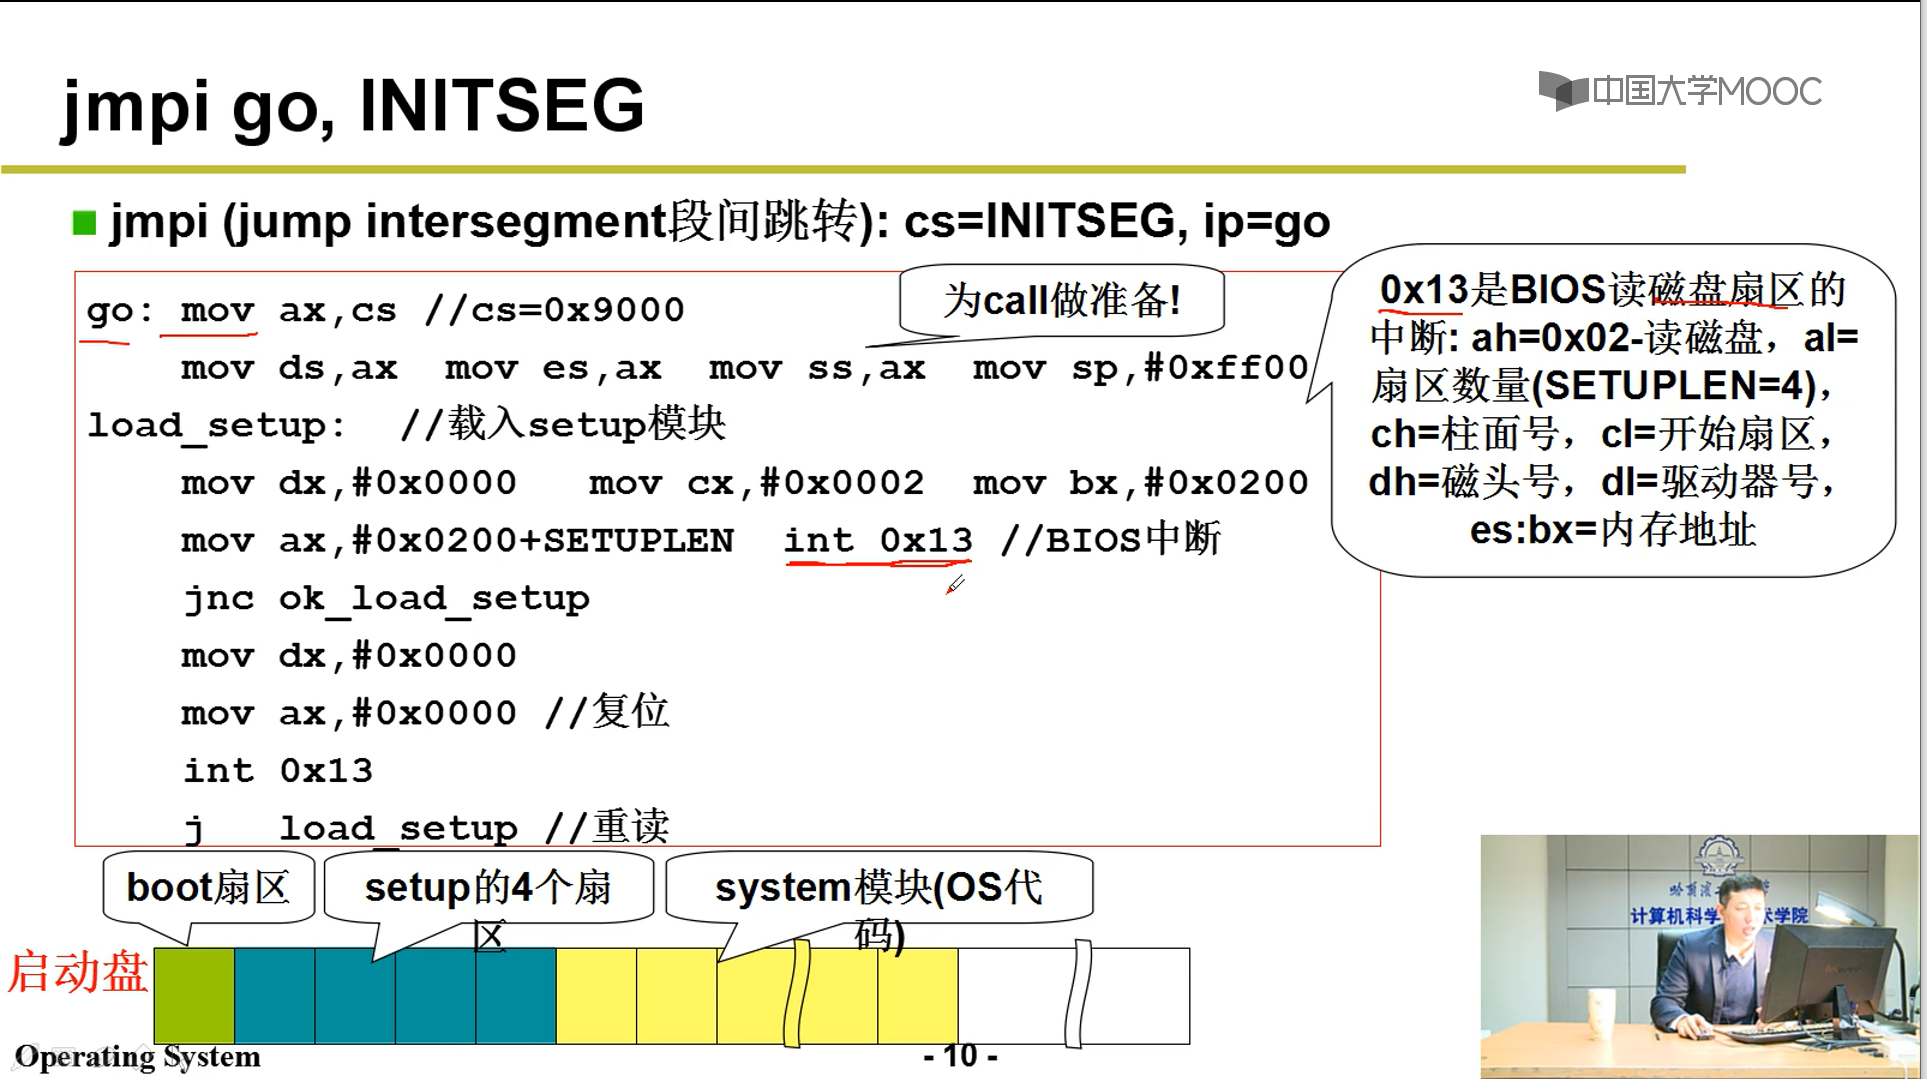 中国大学MOOC
jmpi go, INITSEG
jmpi (jump intersegment段间跳转): cs=INITSEG, ip=go
为call做准备!
go: mov ax,cs //cs=0x9000
mov ds,ax mov es,ax mov ss,ax mov sp,#0xff00
load_setup: //载入setup模块
mov dx,#0x0000 mov cx,#0x0002 mov bx,#0x0200
mov ax,#0x0200+SETUPLEN int 0x13 //BIOS中断
jnc ok_load_setup
mov dx,#0x0000
mov ax,#0x0000 //复位
int 0x13
j load_setup //重读
0x13是BIOS读磁盘扇区的
中断: ah=0x02-读磁盘，al=
扇区数量(SETUPLEN=4)，
ch=柱面号，cl=开始扇区，
dh=磁头号，dl=驱动器号，
es:bx=内存地址
boot扇区
setup的4个扇
区
system模块(OS代
码)
启动盘
Operating System
- 10 -
计算机科学
术学院